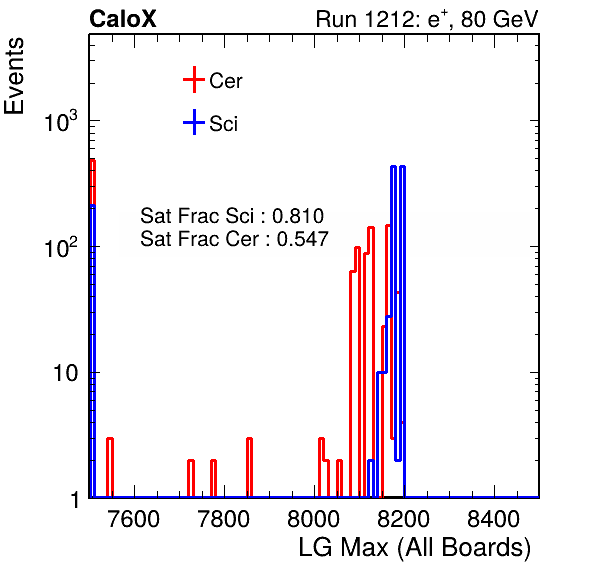 CaloX Run 1212: e⁺, 80 GeV
Events
Cer
Sci
Sat Frac Sci : 0.810
Sat Frac Cer : 0.547
10³
10²
10
1
7600 7800 8000 8200 8400
LG Max (All Boards)